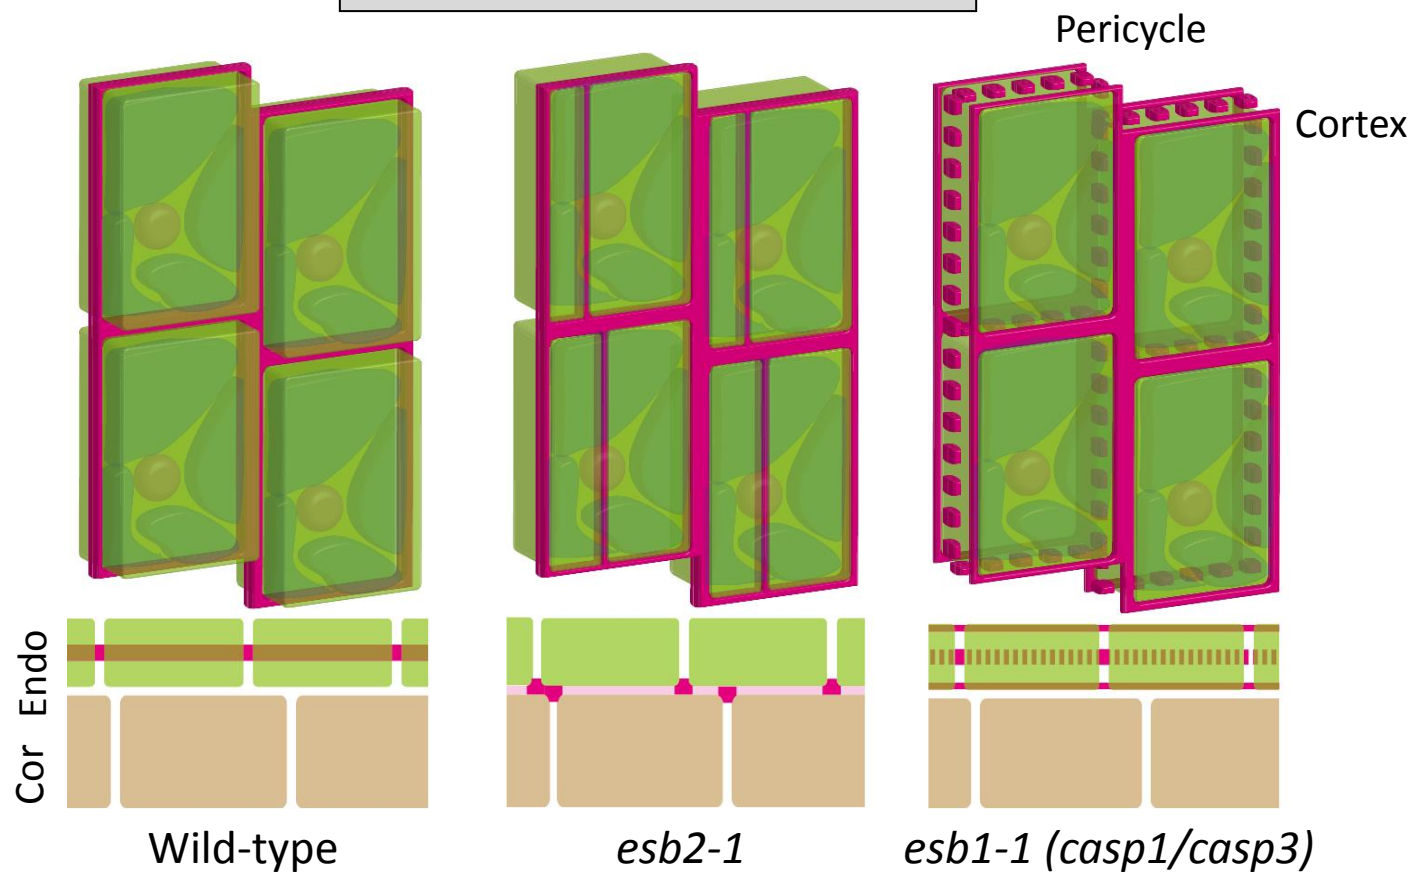 Pericycle
Cortex
Endo
Cor
Wild-type
esb2-1
esb1-1 (casp1/casp3)